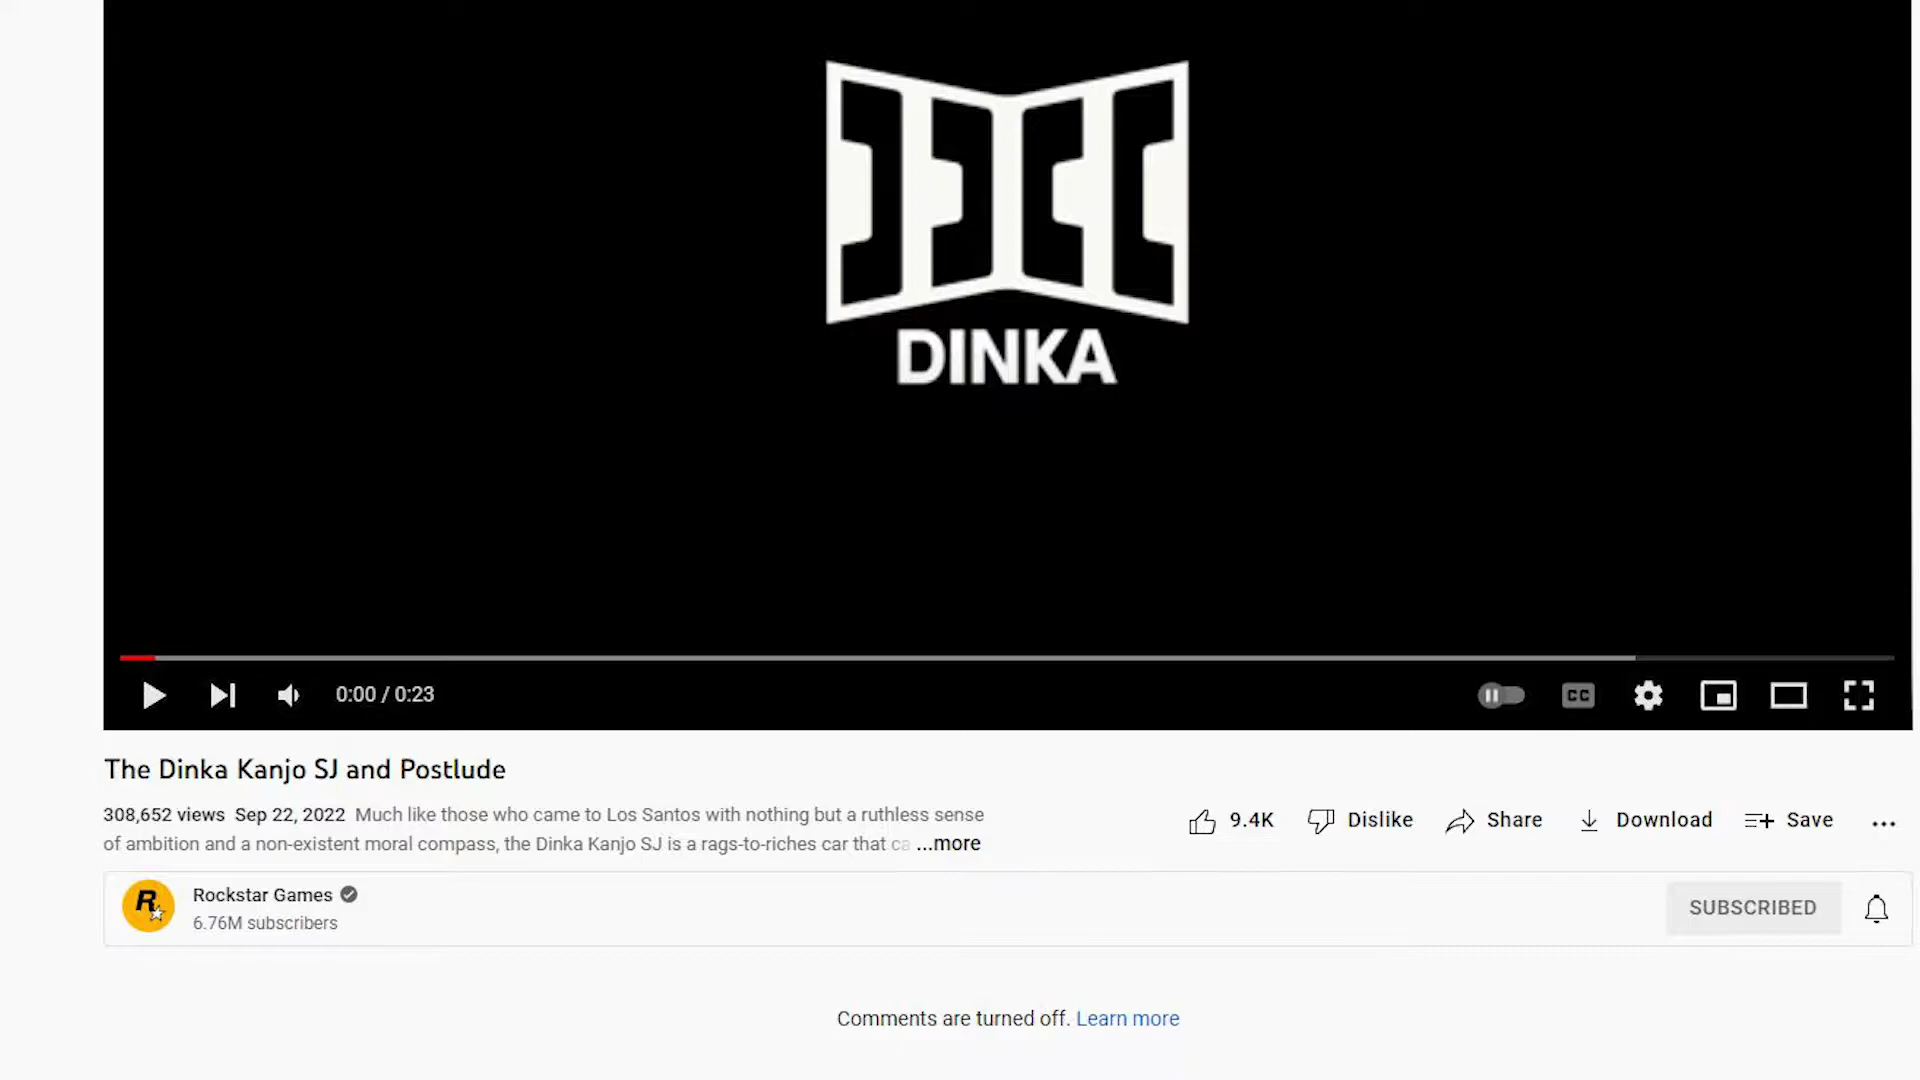 DINKA
0:00 / 0:23
CC
The Dinka Kanjo SJ and Postlude
308,652 views Sep 22, 2022 Much like those who came to Los Santos with nothing but a ruthless sense
of ambition and a non-existent moral compass, the Dinka Kanjo SJ is a rags-to-riches car that ca ...more
9.4K Dislike Share Download Save
R
Rockstar Games
6.76M subscribers
SUBSCRIBED
Comments are turned off. Learn more